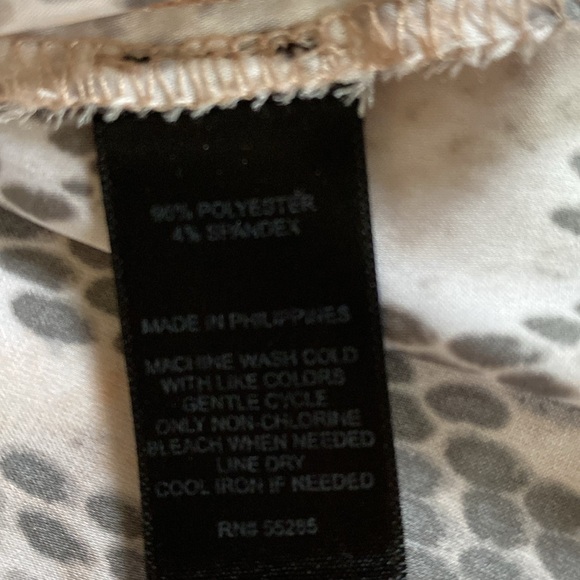 96% POLYESTER
4% SPANDEX
MADE IN PHILIPPINES
MACHINE WASH COLD
WITH LIKE COLORS
GENTLE CYCLE
ONLY NON-CHLORINE
BLEACH WHEN NEEDED
LINE DRY
COOL IRON IF NEEDED
RN# 55285